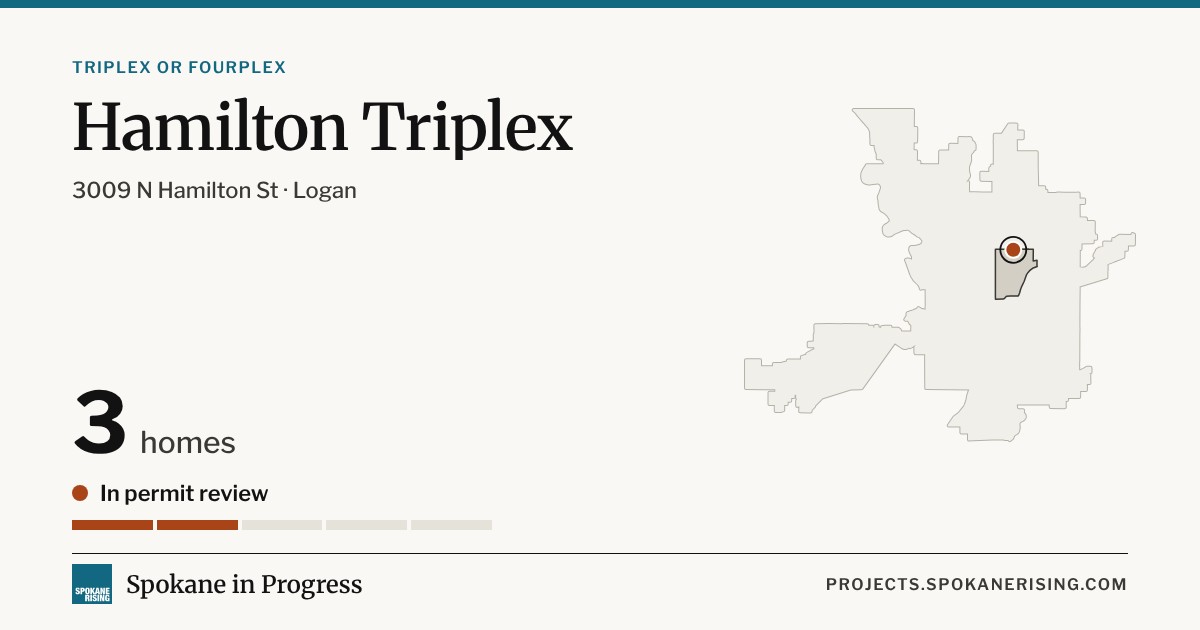 TRIPLEX OR FOURPLEX
Hamilton Triplex
3009 N Hamilton St · Logan
3 homes
In permit review
SPOKANE
RISING
Spokane in Progress
PROJECTS.SPOKANERISING.COM